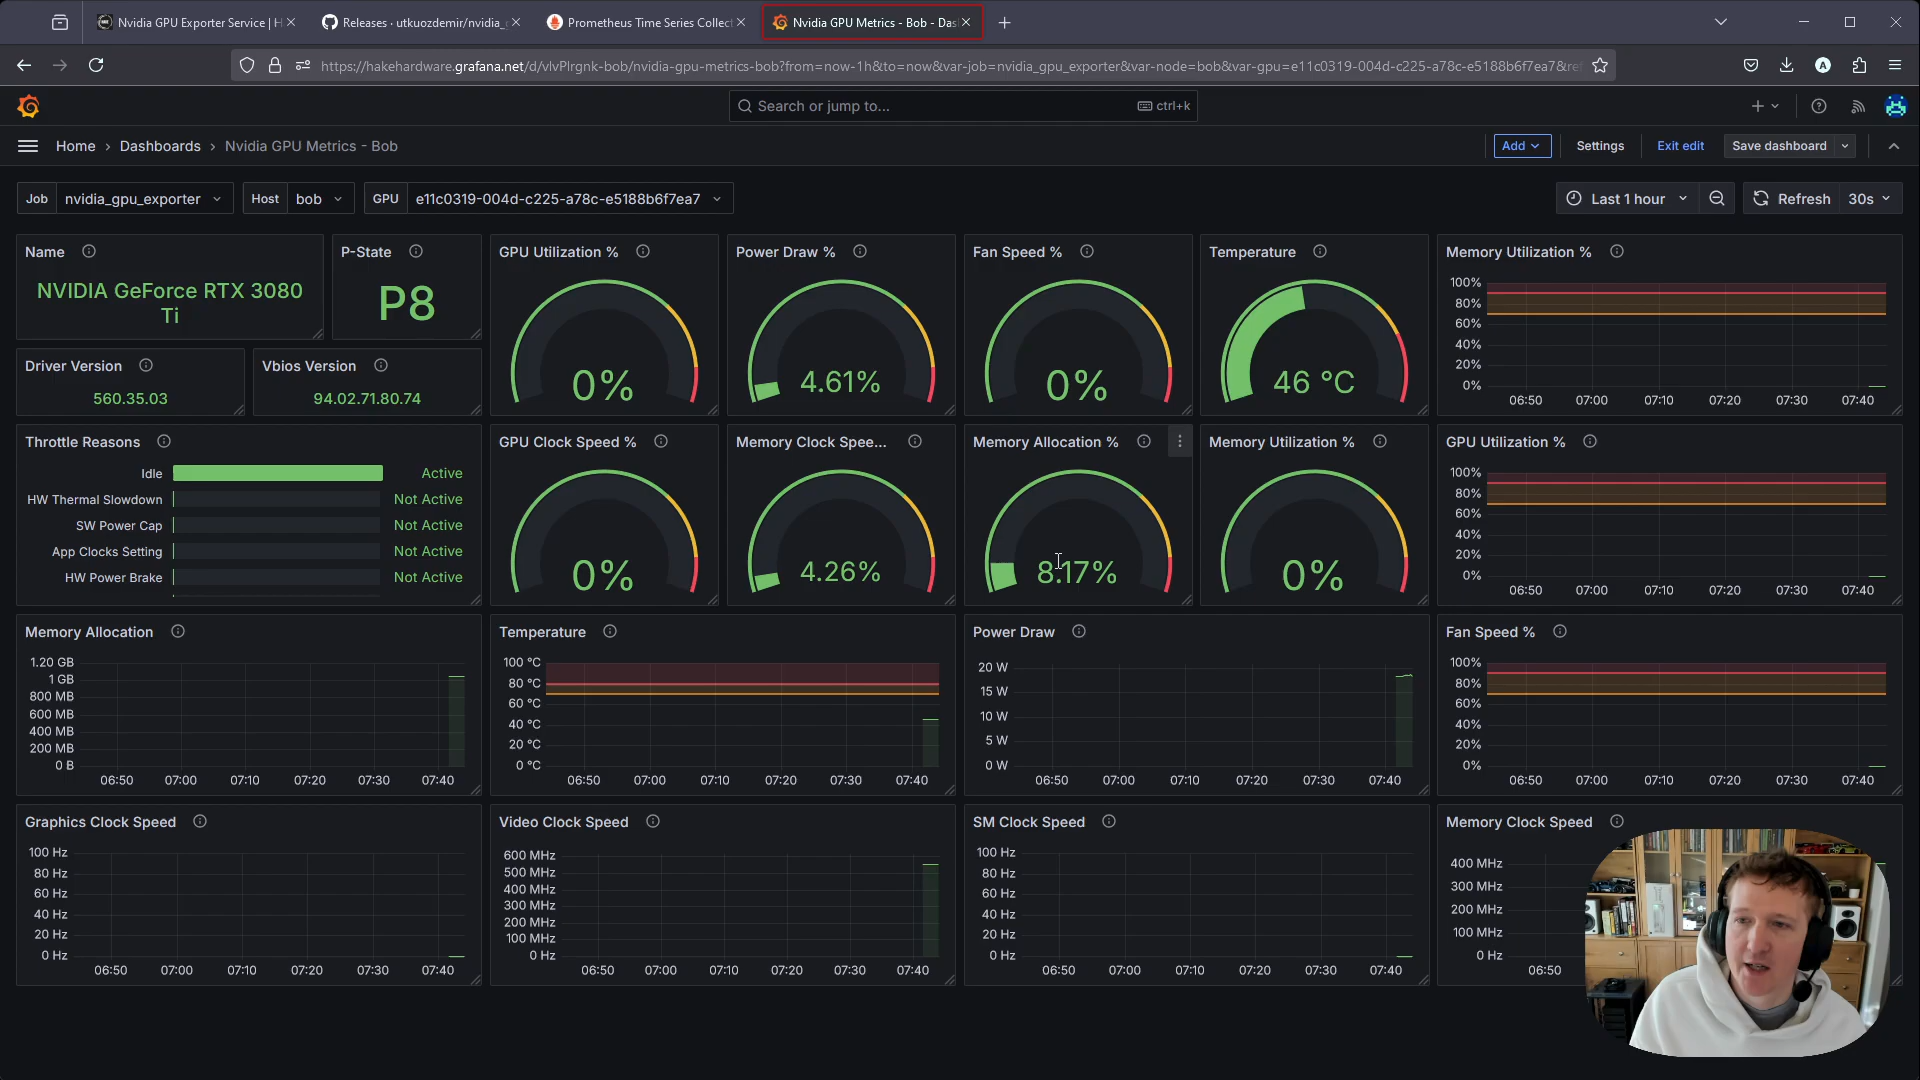 Nvidia GPU Exporter Service | H
Releases · utkuozdemir/nvidia_
Prometheus Time Series Collect
Nvidia GPU Metrics - Bob - Das
https://hakehardware.grafana.net/d/vlvPlrgnk-bob/nvidia-gpu-metrics-bob?from=now-1h&to=now&var-job=nvidia_gpu_exporter&var-node=bob&var-gpu=e11c0319-004d-c225-a78c-e5188b6f7ea7&ref
A
Search or jump to...
ctrl+k
Home › Dashboards › Nvidia GPU Metrics - Bob
Add
Settings
Exit edit
Save dashboard
Job nvidia_gpu_exporter
Host bob
GPU e11c0319-004d-c225-a78c-e5188b6f7ea7
Last 1 hour
Refresh 30s
Name
NVIDIA GeForce RTX 3080
Ti
P-State
P8
GPU Utilization %
0%
Power Draw %
4.61%
Fan Speed %
0%
Temperature
46 °C
Memory Utilization %
100%
80%
60%
40%
20%
0%
06:50 07:00 07:10 07:20 07:30 07:40
Driver Version
560.35.03
Vbios Version
94.02.71.80.74
Throttle Reasons
Idle Active
HW Thermal Slowdown Not Active
SW Power Cap Not Active
App Clocks Setting Not Active
HW Power Brake Not Active
GPU Clock Speed %
0%
Memory Clock Spee...
4.26%
Memory Allocation %
8.17%
Memory Utilization %
0%
GPU Utilization %
100%
80%
60%
40%
20%
0%
06:50 07:00 07:10 07:20 07:30 07:40
Memory Allocation
1.20 GB
1 GB
800 MB
600 MB
400 MB
200 MB
0 B
06:50 07:00 07:10 07:20 07:30 07:40
Temperature
100 °C
80 °C
60 °C
40 °C
20 °C
0 °C
06:50 07:00 07:10 07:20 07:30 07:40
Power Draw
20 W
15 W
10 W
5 W
0 W
06:50 07:00 07:10 07:20 07:30 07:40
Fan Speed %
100%
80%
60%
40%
20%
0%
06:50 07:00 07:10 07:20 07:30 07:40
Graphics Clock Speed
100 Hz
80 Hz
60 Hz
40 Hz
20 Hz
0 Hz
06:50 07:00 07:10 07:20 07:30 07:40
Video Clock Speed
600 MHz
500 MHz
400 MHz
300 MHz
200 MHz
100 MHz
0 Hz
06:50 07:00 07:10 07:20 07:30 07:40
SM Clock Speed
100 Hz
80 Hz
60 Hz
40 Hz
20 Hz
0 Hz
06:50 07:00 07:10 07:20 07:30 07:40
Memory Clock Speed
400 MHz
300 MHz
200 MHz
100 MHz
0 Hz
06:50